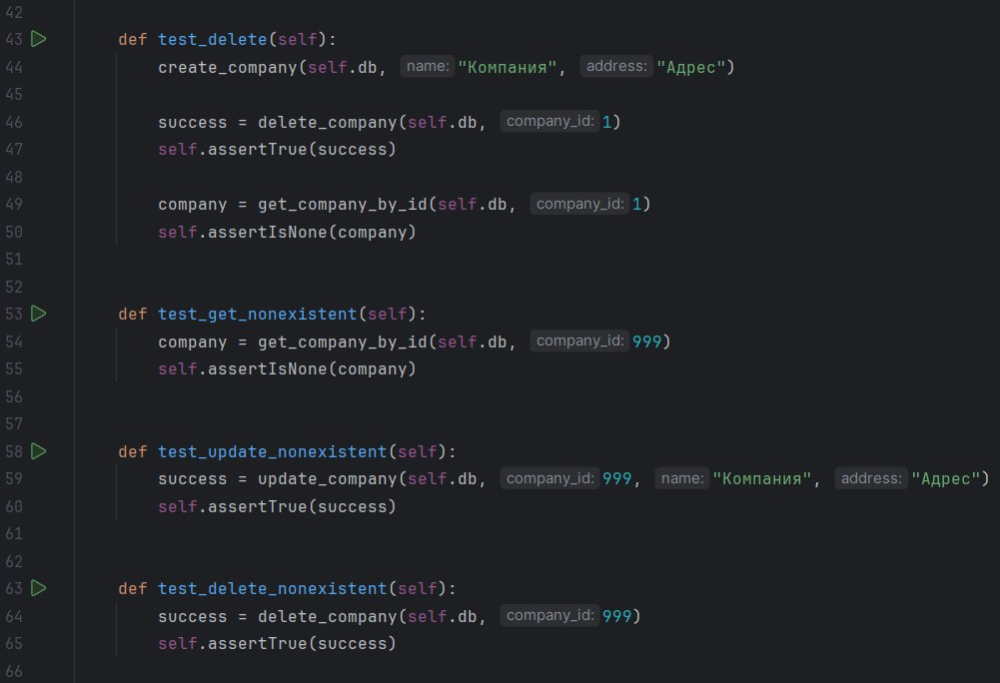 42
43 def test_delete(self):
44 create_company(self.db, name: "Компания", address: "Адрес")
45
46 success = delete_company(self.db, company_id: 1)
47 self.assertTrue(success)
48
49 company = get_company_by_id(self.db, company_id: 1)
50 self.assertIsNone(company)
51
52
53 def test_get_nonexistent(self):
54 company = get_company_by_id(self.db, company_id: 999)
55 self.assertIsNone(company)
56
57
58 def test_update_nonexistent(self):
59 success = update_company(self.db, company_id: 999, name: "Компания", address: "Адрес")
60 self.assertTrue(success)
61
62
63 def test_delete_nonexistent(self):
64 success = delete_company(self.db, company_id: 999)
65 self.assertTrue(success)
66